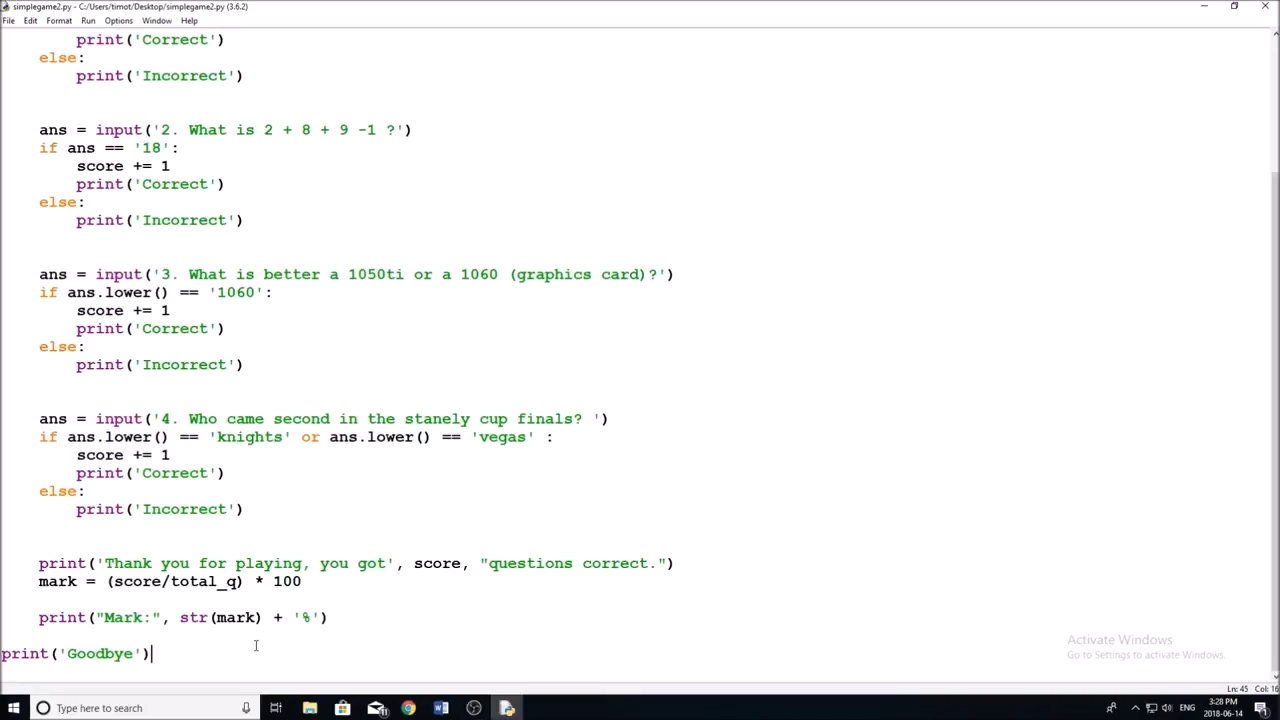 simplegame2.py - C:/Users/timot/Desktop/simplegame2.py (3.6.2)
File Edit Format Run Options Window Help
print('Correct')
else:
print('Incorrect')
ans = input('2. What is 2 + 8 + 9 -1 ?')
if ans == '18':
score += 1
print('Correct')
else:
print('Incorrect')
ans = input('3. What is better a 1050ti or a 1060 (graphics card)?')
if ans.lower() == '1060':
score += 1
print('Correct')
else:
print('Incorrect')
ans = input('4. Who came second in the stanely cup finals? ')
if ans.lower() == 'knights' or ans.lower() == 'vegas' :
score += 1
print('Correct')
else:
print('Incorrect')
print('Thank you for playing, you got', score, "questions correct.")
mark = (score/total_q) * 100
print("Mark:", str(mark) + '%')
print('Goodbye')
Activate Windows
Go to Settings to activate Windows.
Ln: 45 Col: 16
Type here to search
ENG
3:28 PM
2018-06-14